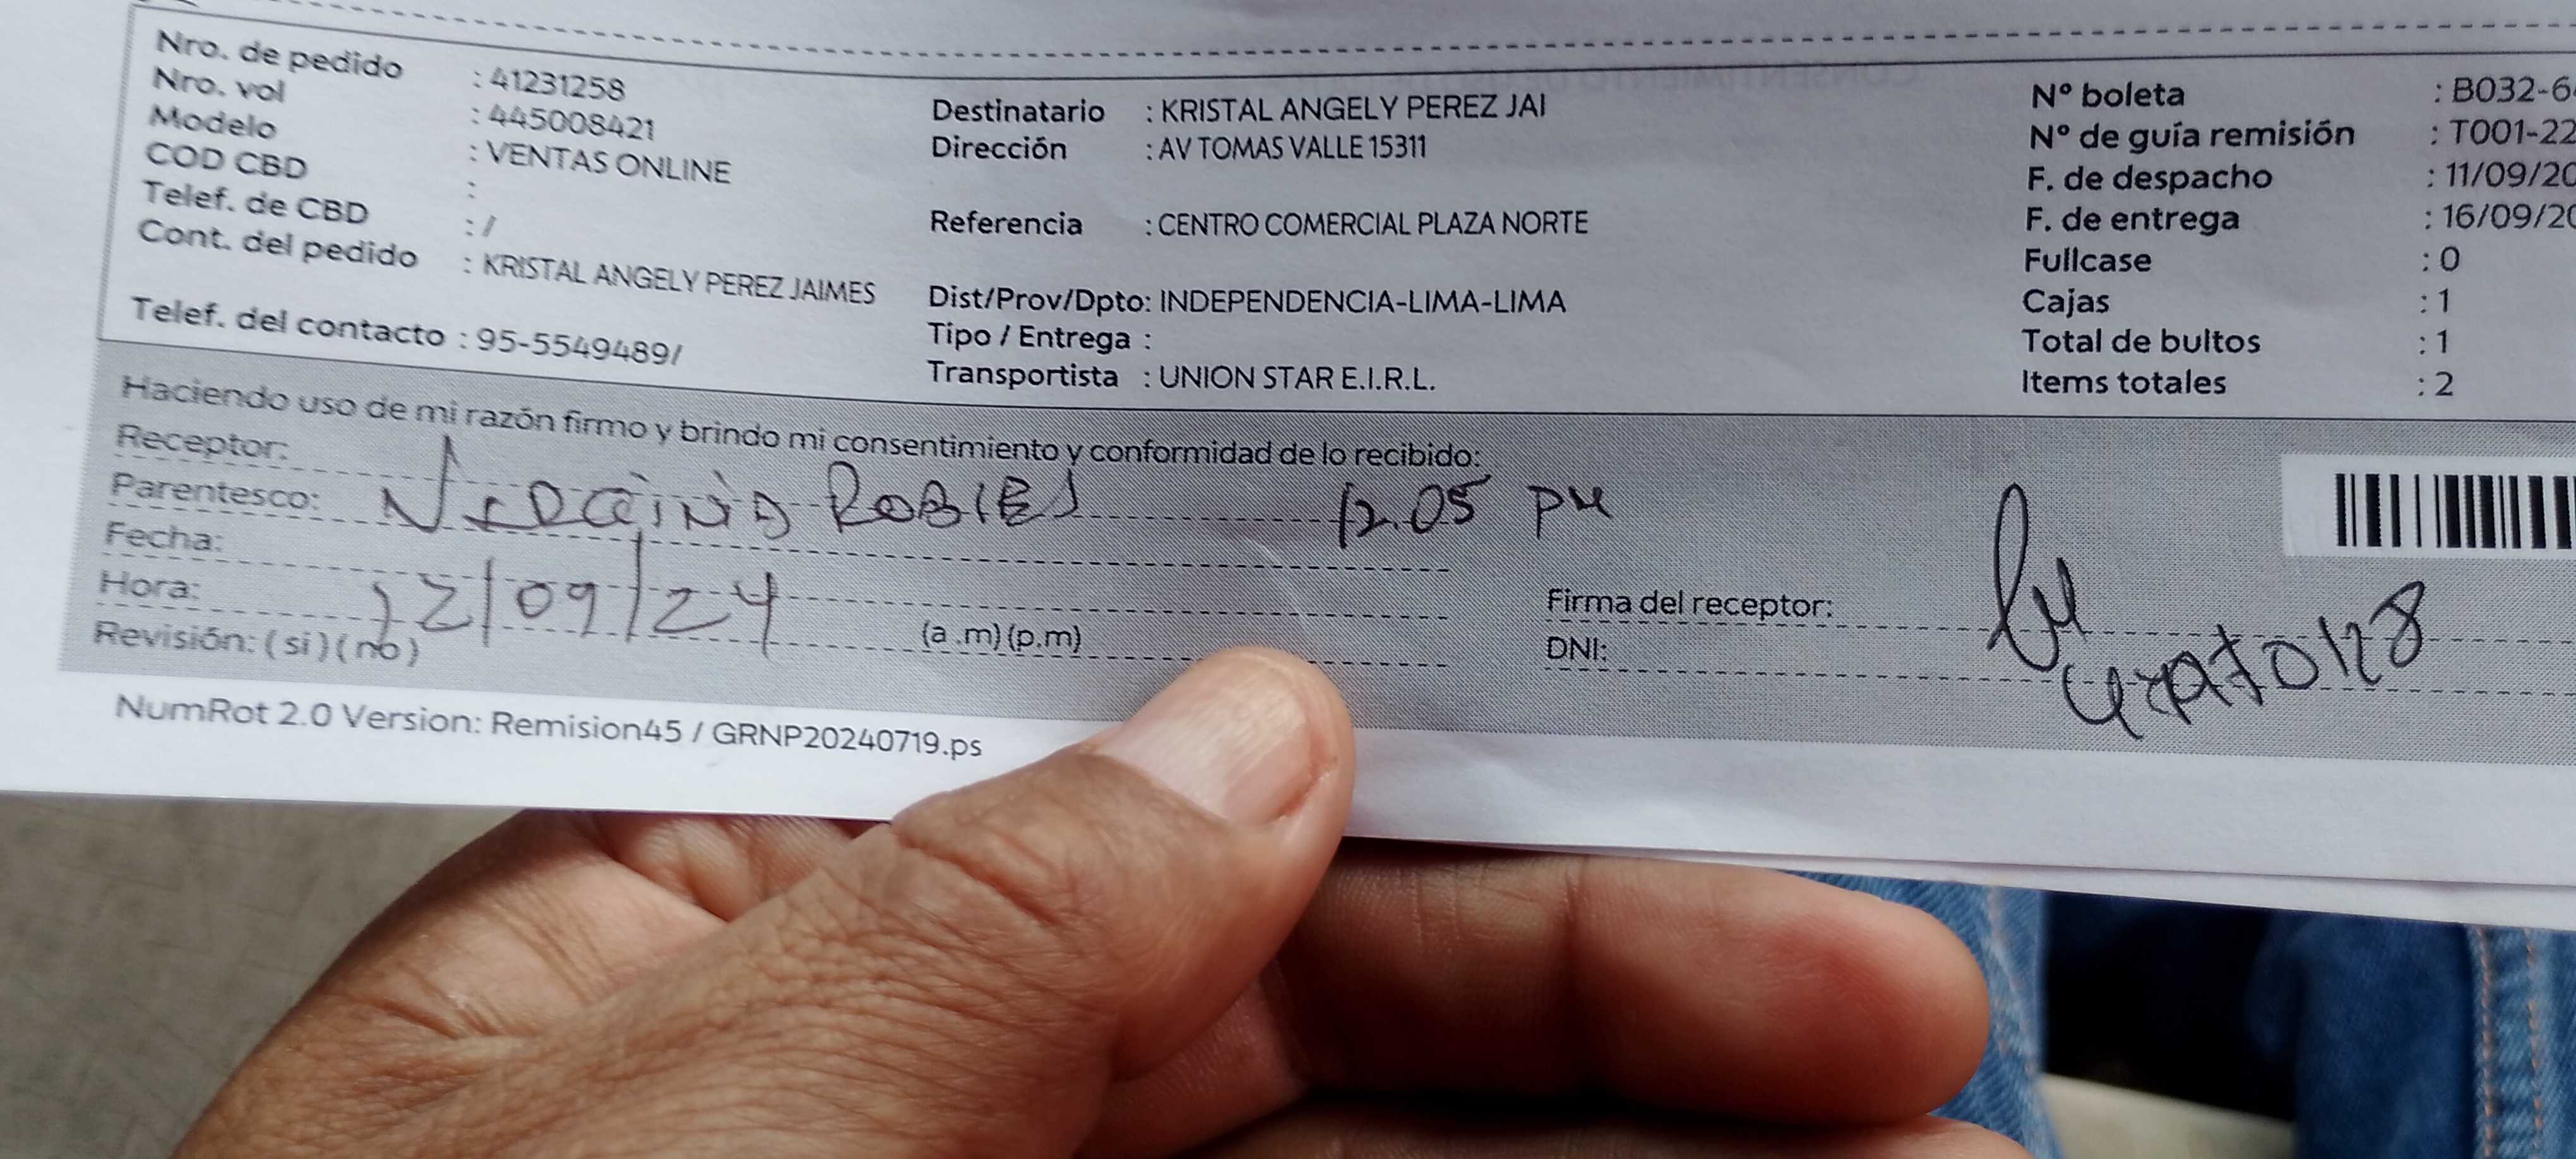 Nro. de pedido : 41231258
Nro. vol : 445008421
Modelo : VENTAS ONLINE
COD CBD :
Telef. de CBD : /
Cont. del pedido : KRISTAL ANGELY PEREZ JAIMES
Telef. del contacto : 95-5549489/
Destinatario : KRISTAL ANGELY PEREZ JAI
Dirección : AV TOMAS VALLE 15311
Referencia : CENTRO COMERCIAL PLAZA NORTE
Dist/Prov/Dpto: INDEPENDENCIA-LIMA-LIMA
Tipo / Entrega :
Transportista : UNION STAR E.I.R.L.
Nº boleta : B032-6
Nº de guía remisión : T001-22
F. de despacho : 11/09/20
F. de entrega : 16/09/20
Fullcase : 0
Cajas : 1
Total de bultos : 1
Items totales : 2
Haciendo uso de mi razón firmo y brindo mi consentimiento y conformidad de lo recibido:
Receptor:
Parentesco: ROBLES 12.05 pm
Fecha:
Hora: 12/09/24 (a .m) (p.m)
Revisión: ( si ) ( no )
Firma del receptor:
DNI:
NumRot 2.0 Version: Remision45 / GRNP20240719.ps